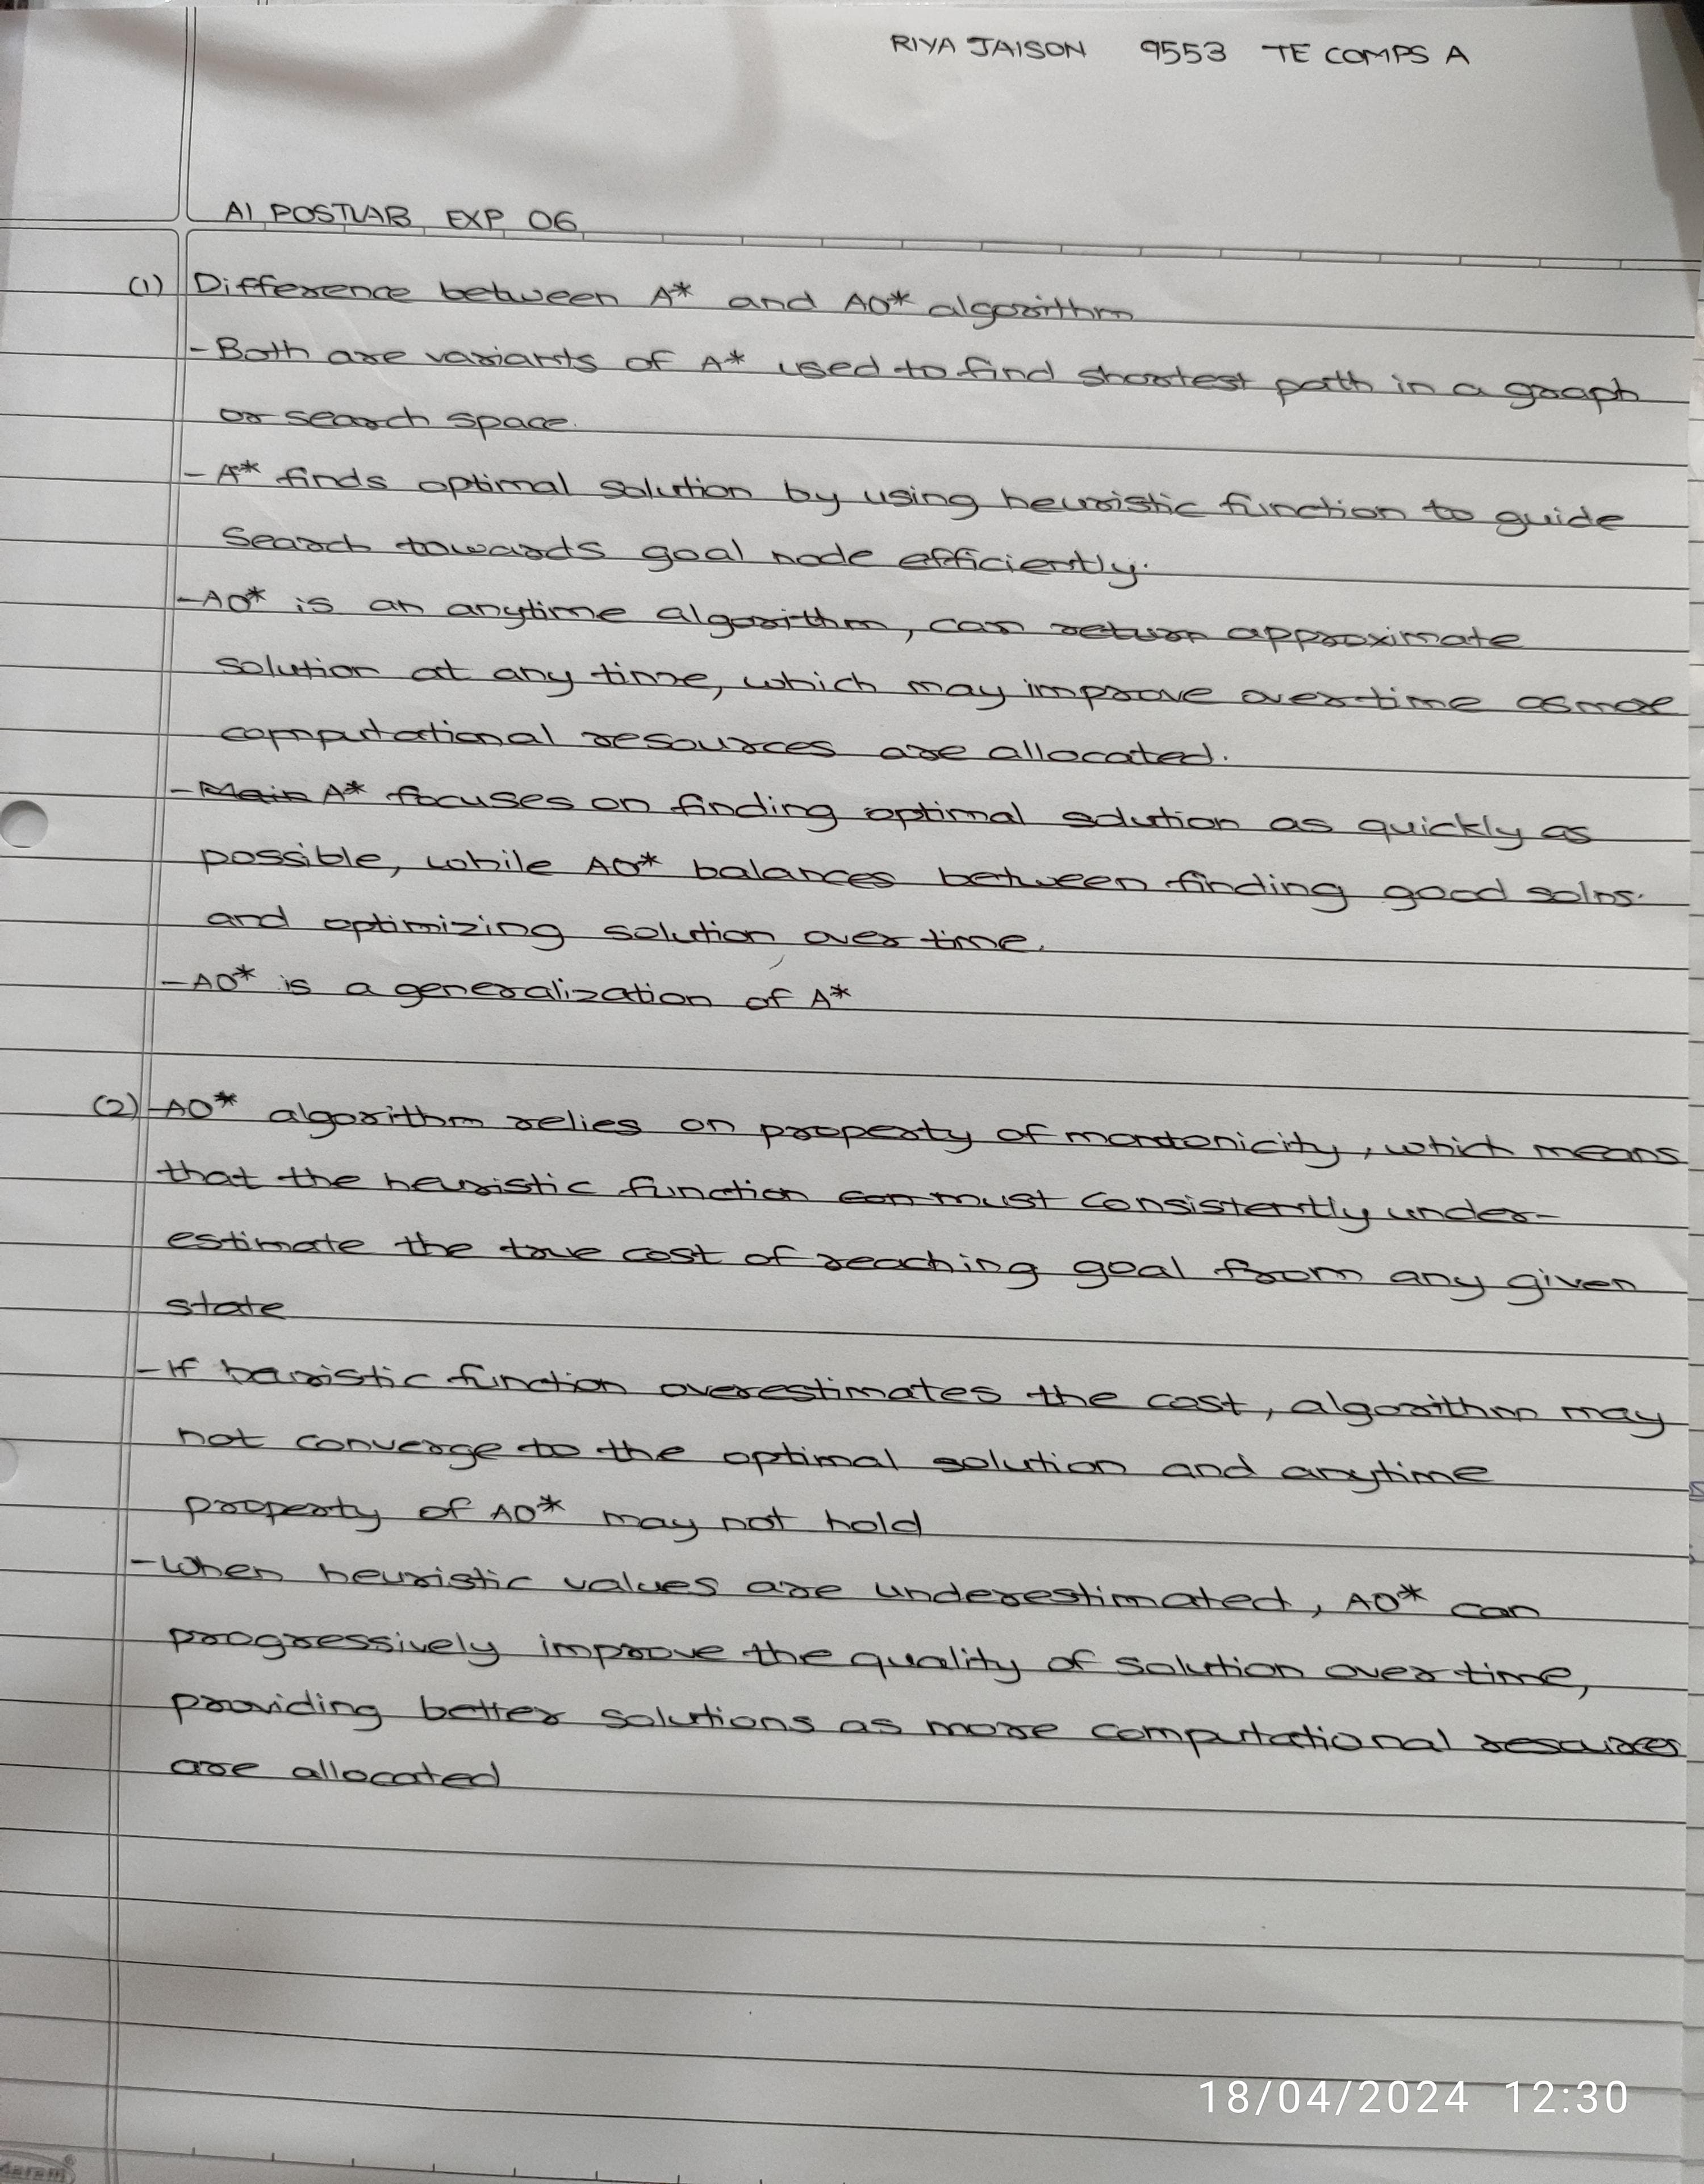 RIYA JAISON 9553 TE COMPS A
AI POSTLAB EXP 06
(1) Difference between A* and AO* algorithm
- Both are variants of A* used to find shortest path in a graph
or search space.
- A* finds optimal solution by using heuristic function to guide
Search towards goal node efficiently.
- AO* is an anytime algorithm, can return approximate
solution at any time, which may improve over time as more
computational resources are allocated.
- Main A* focuses on finding optimal solution as quickly as
possible, while AO* balances between finding good solns.
and optimizing solution over time.
- AO* is a generalization of A*
(2) - AO* algorithm relies on property of monotonicity, which means
that the heuristic function can must consistently under-
estimate the true cost of reaching goal from any given
state
- If heuristic function overestimates the cost, algorithm may
not converge to the optimal solution and anytime
property of AO* may not hold
- When heuristic values are underestimated, AO* can
progressively improve the quality of solution over time,
providing better solutions as more computational resources
are allocated
18/04/2024 12:30